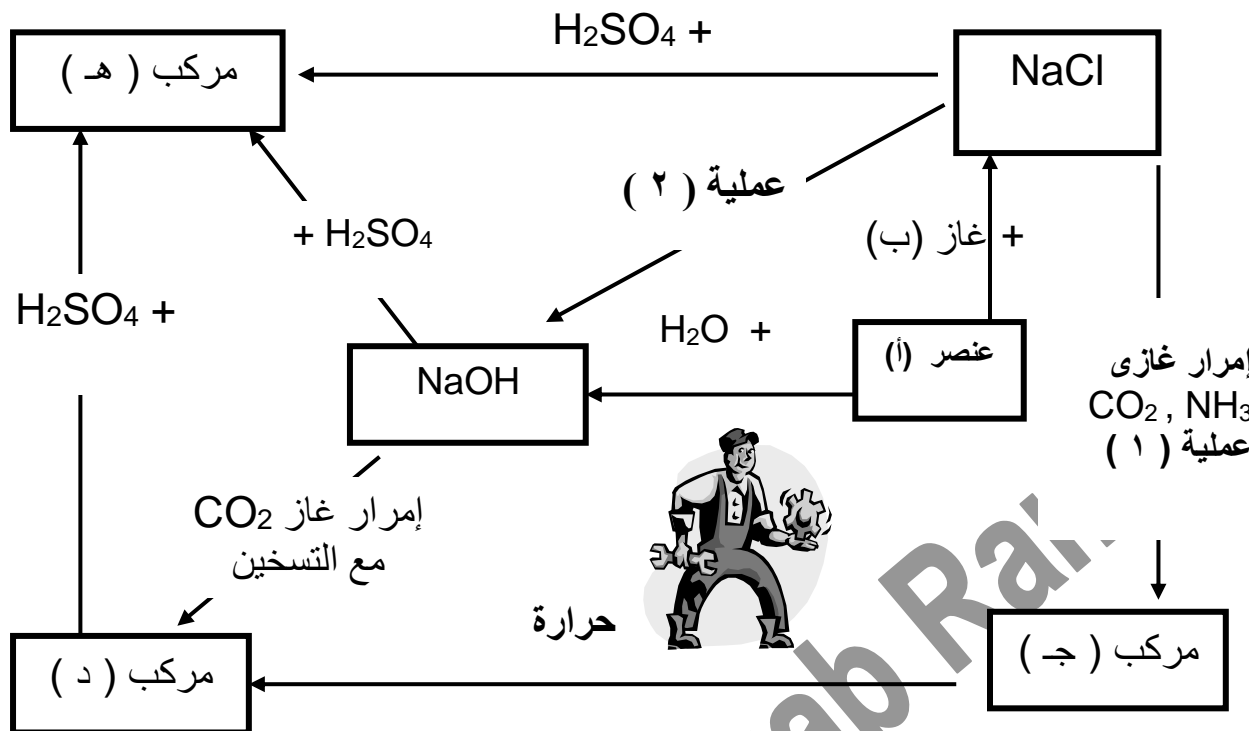 H2SO4 +
مركب ( هـ )
NaCl
عملية ( ٢ )
+ H2SO4
+ غاز (ب)
H2SO4 +
H2O +
عنصر (أ)
NaOH
إمرار غازى
CO2 , NH3
عملية ( ١ )
إمرار غاز CO2
مع التسخين
حرارة
مركب ( جـ )
مركب ( د )